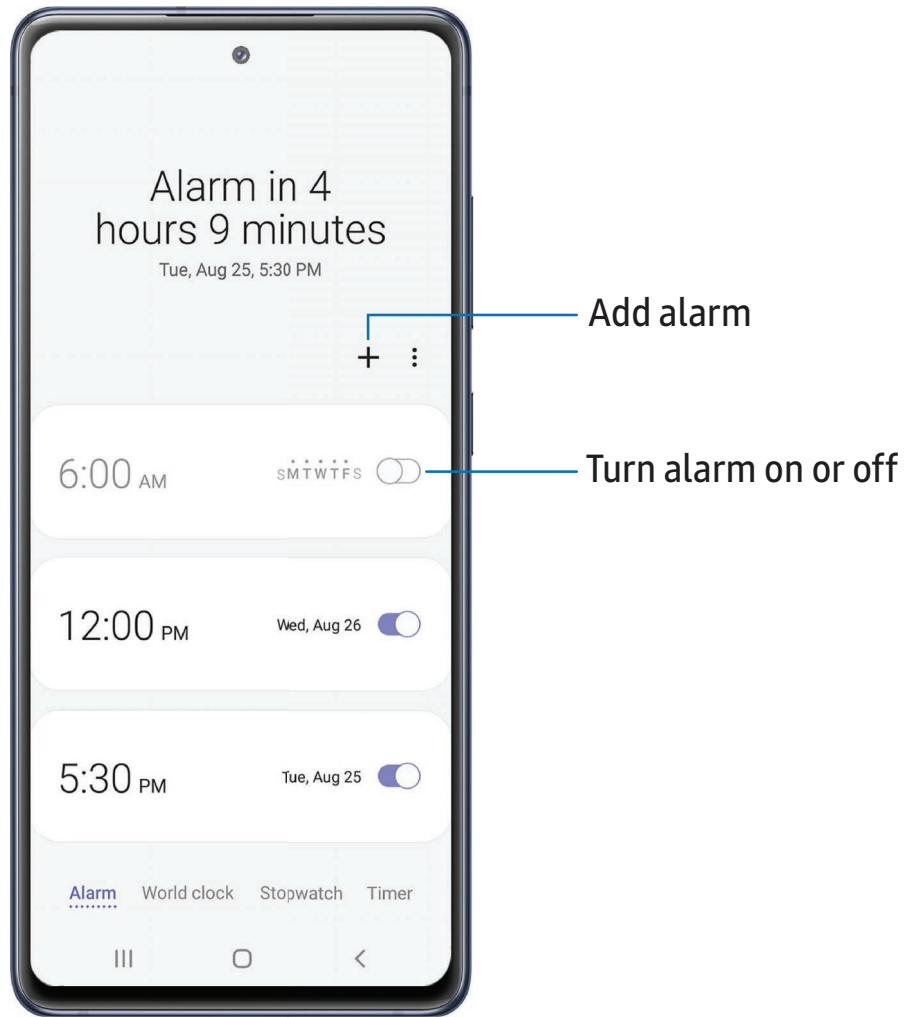 Alarm in 4
hours 9 minutes
Tue, Aug 25, 5:30 PM
Add alarm
6:00 AM
SMTWTFS
Turn alarm on or off
12:00 PM
Wed, Aug 26
5:30 PM
Tue, Aug 25
Alarm World clock Stopwatch Timer